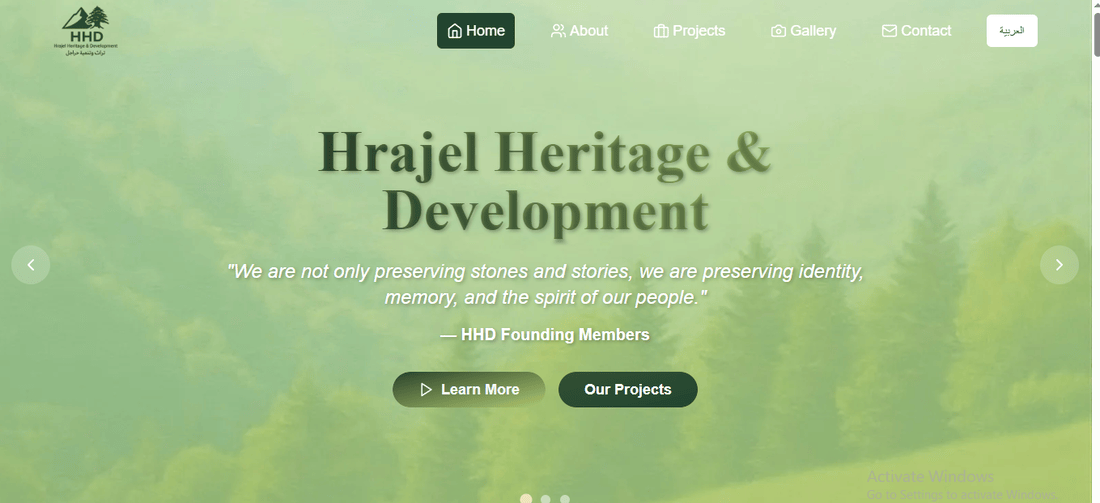 HHD
Hrajel Heritage & Development
تراث وتنمية حراجل
Home
About
Projects
Gallery
Contact
العربية
Hrajel Heritage &
Development
"We are not only preserving stones and stories, we are preserving identity,
memory, and the spirit of our people."
— HHD Founding Members
Learn More
Our Projects
Activate Windows
Go to Settings to activate Windows.